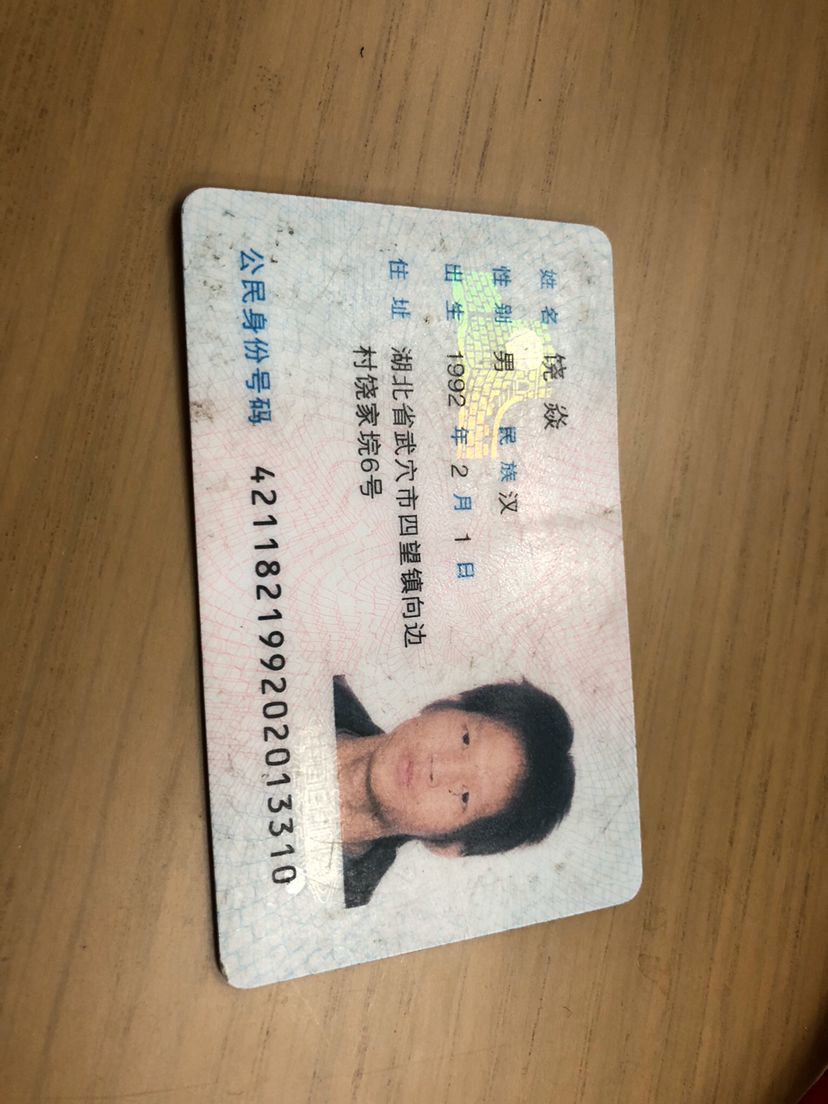 姓名 饶焱
性别 男 民族 汉
出生 1992 年 2 月 1 日
住址 湖北省武穴市四望镇向边
村饶家垸6号
公民身份号码 421182199202013310